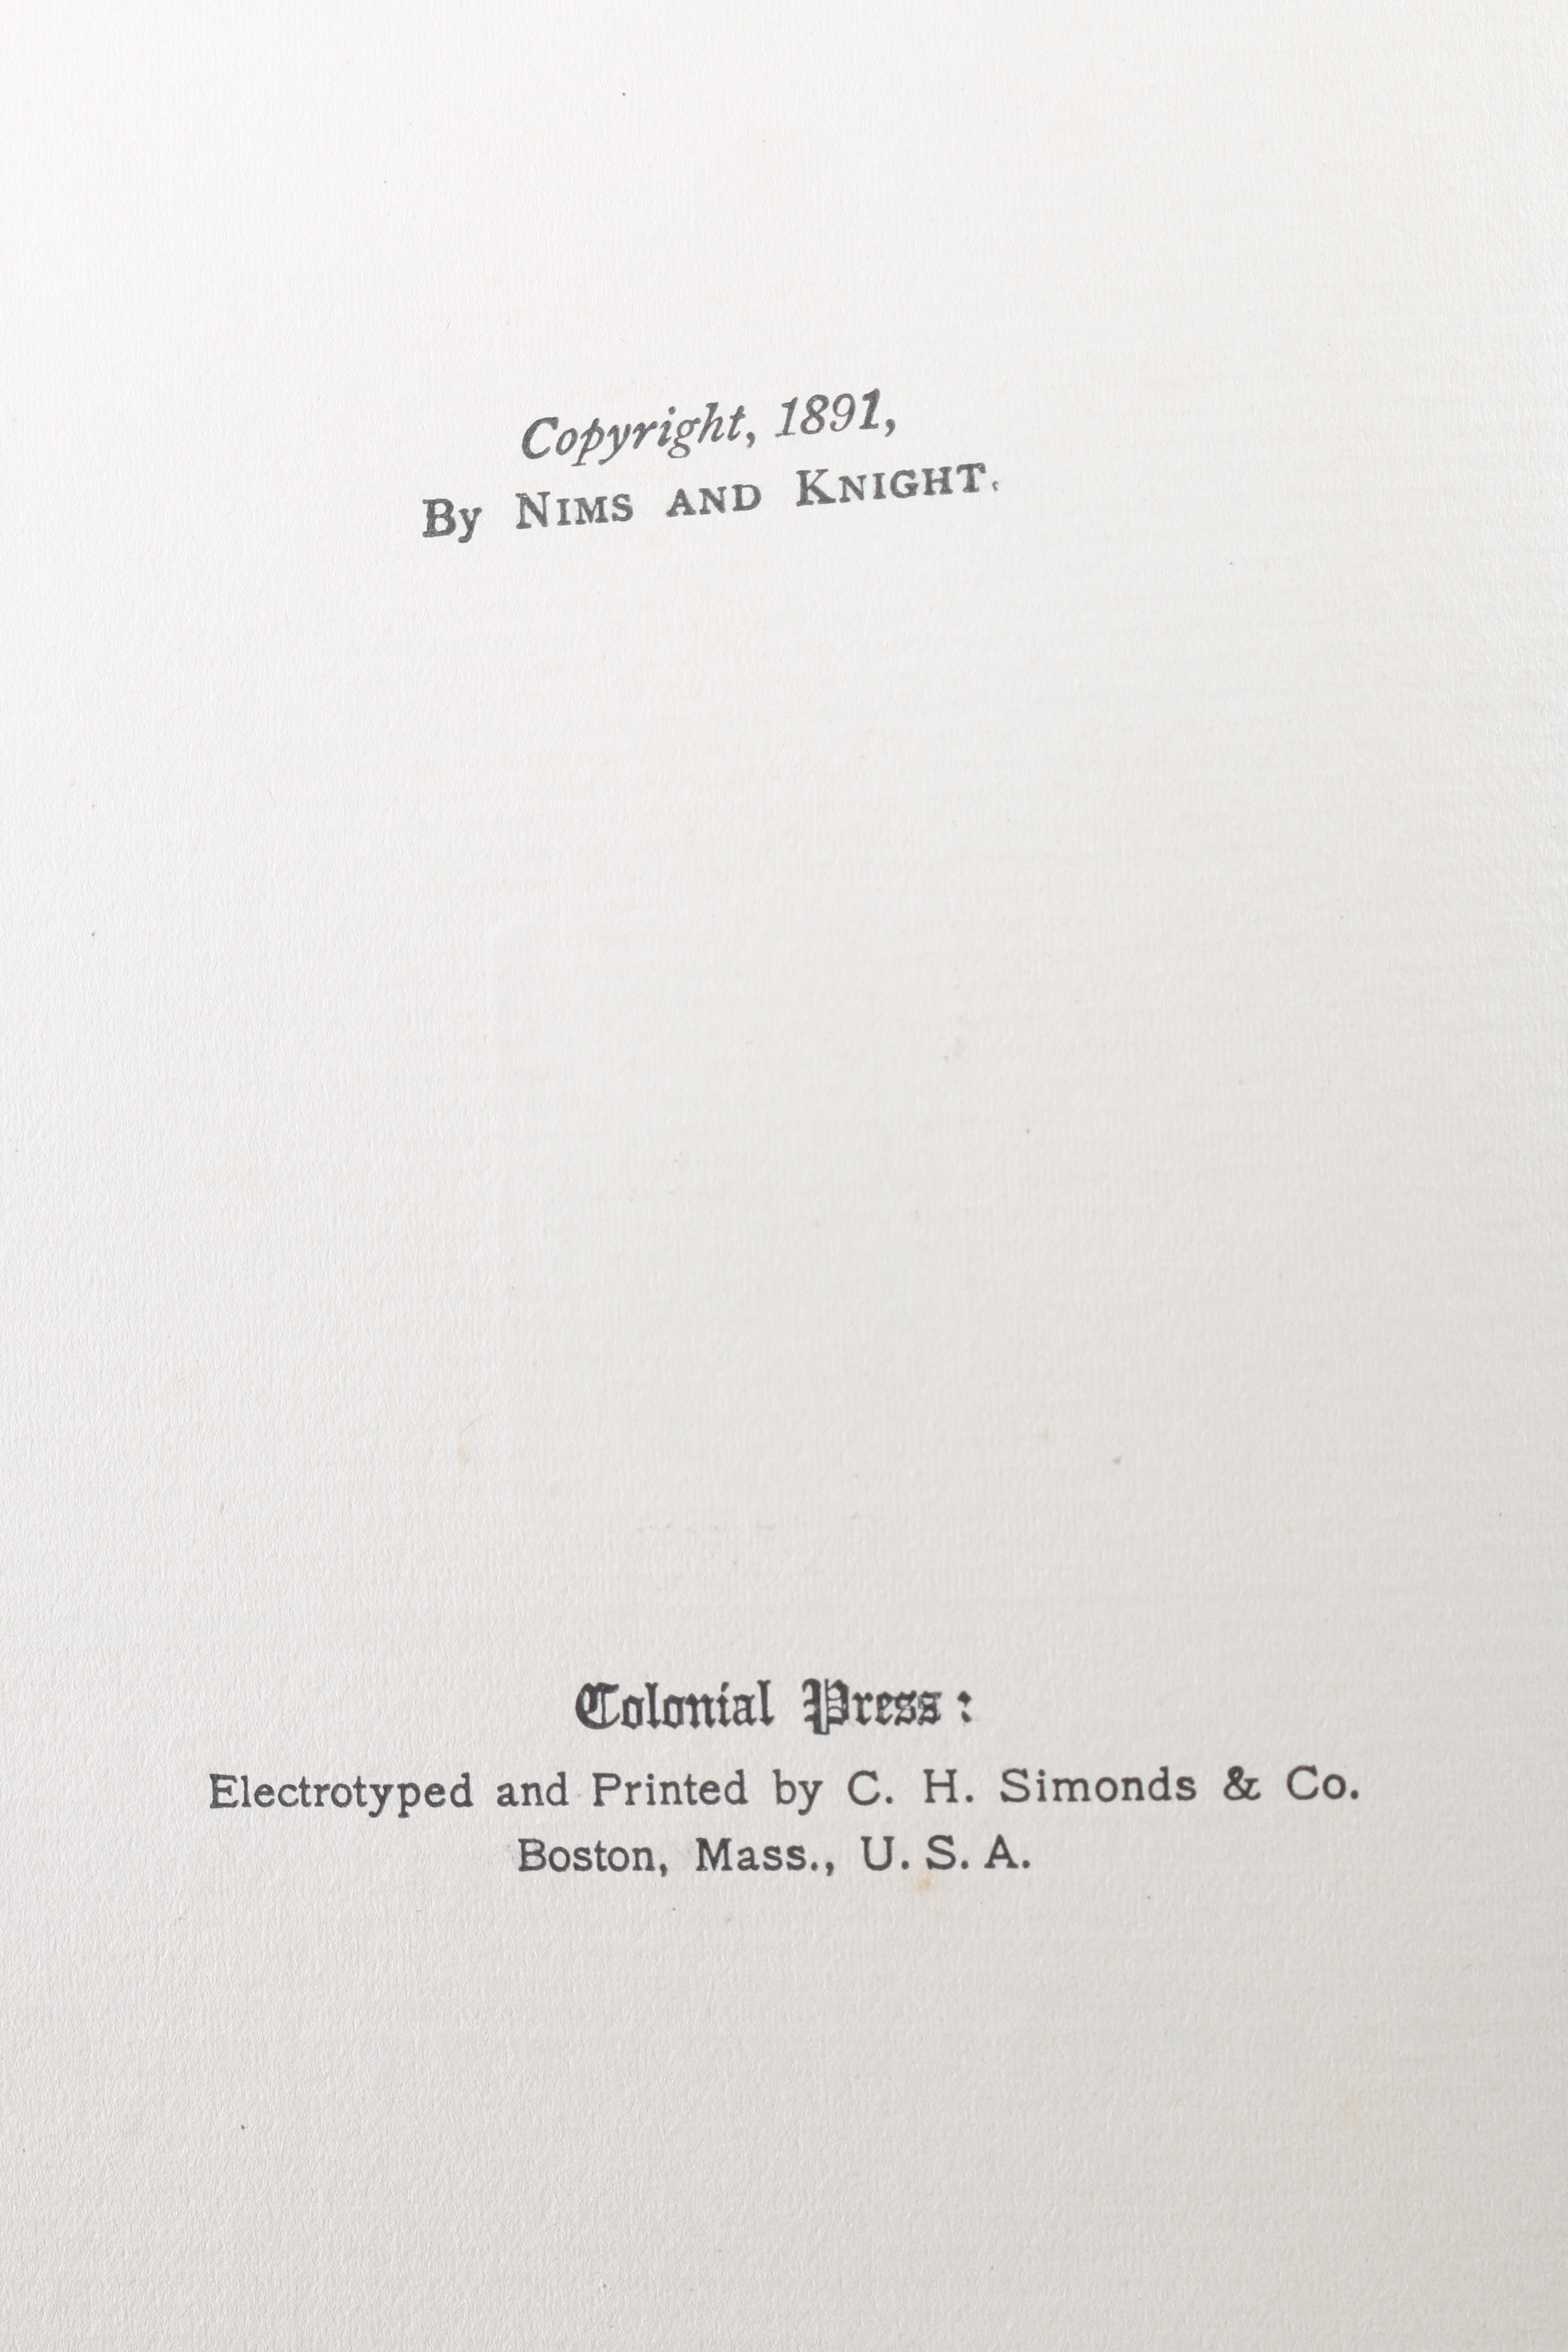 Copyright, 1891,
By NIMS AND KNIGHT.
Colonial Press:
Electrotyped and Printed by C. H. Simonds & Co.
Boston, Mass., U. S. A.